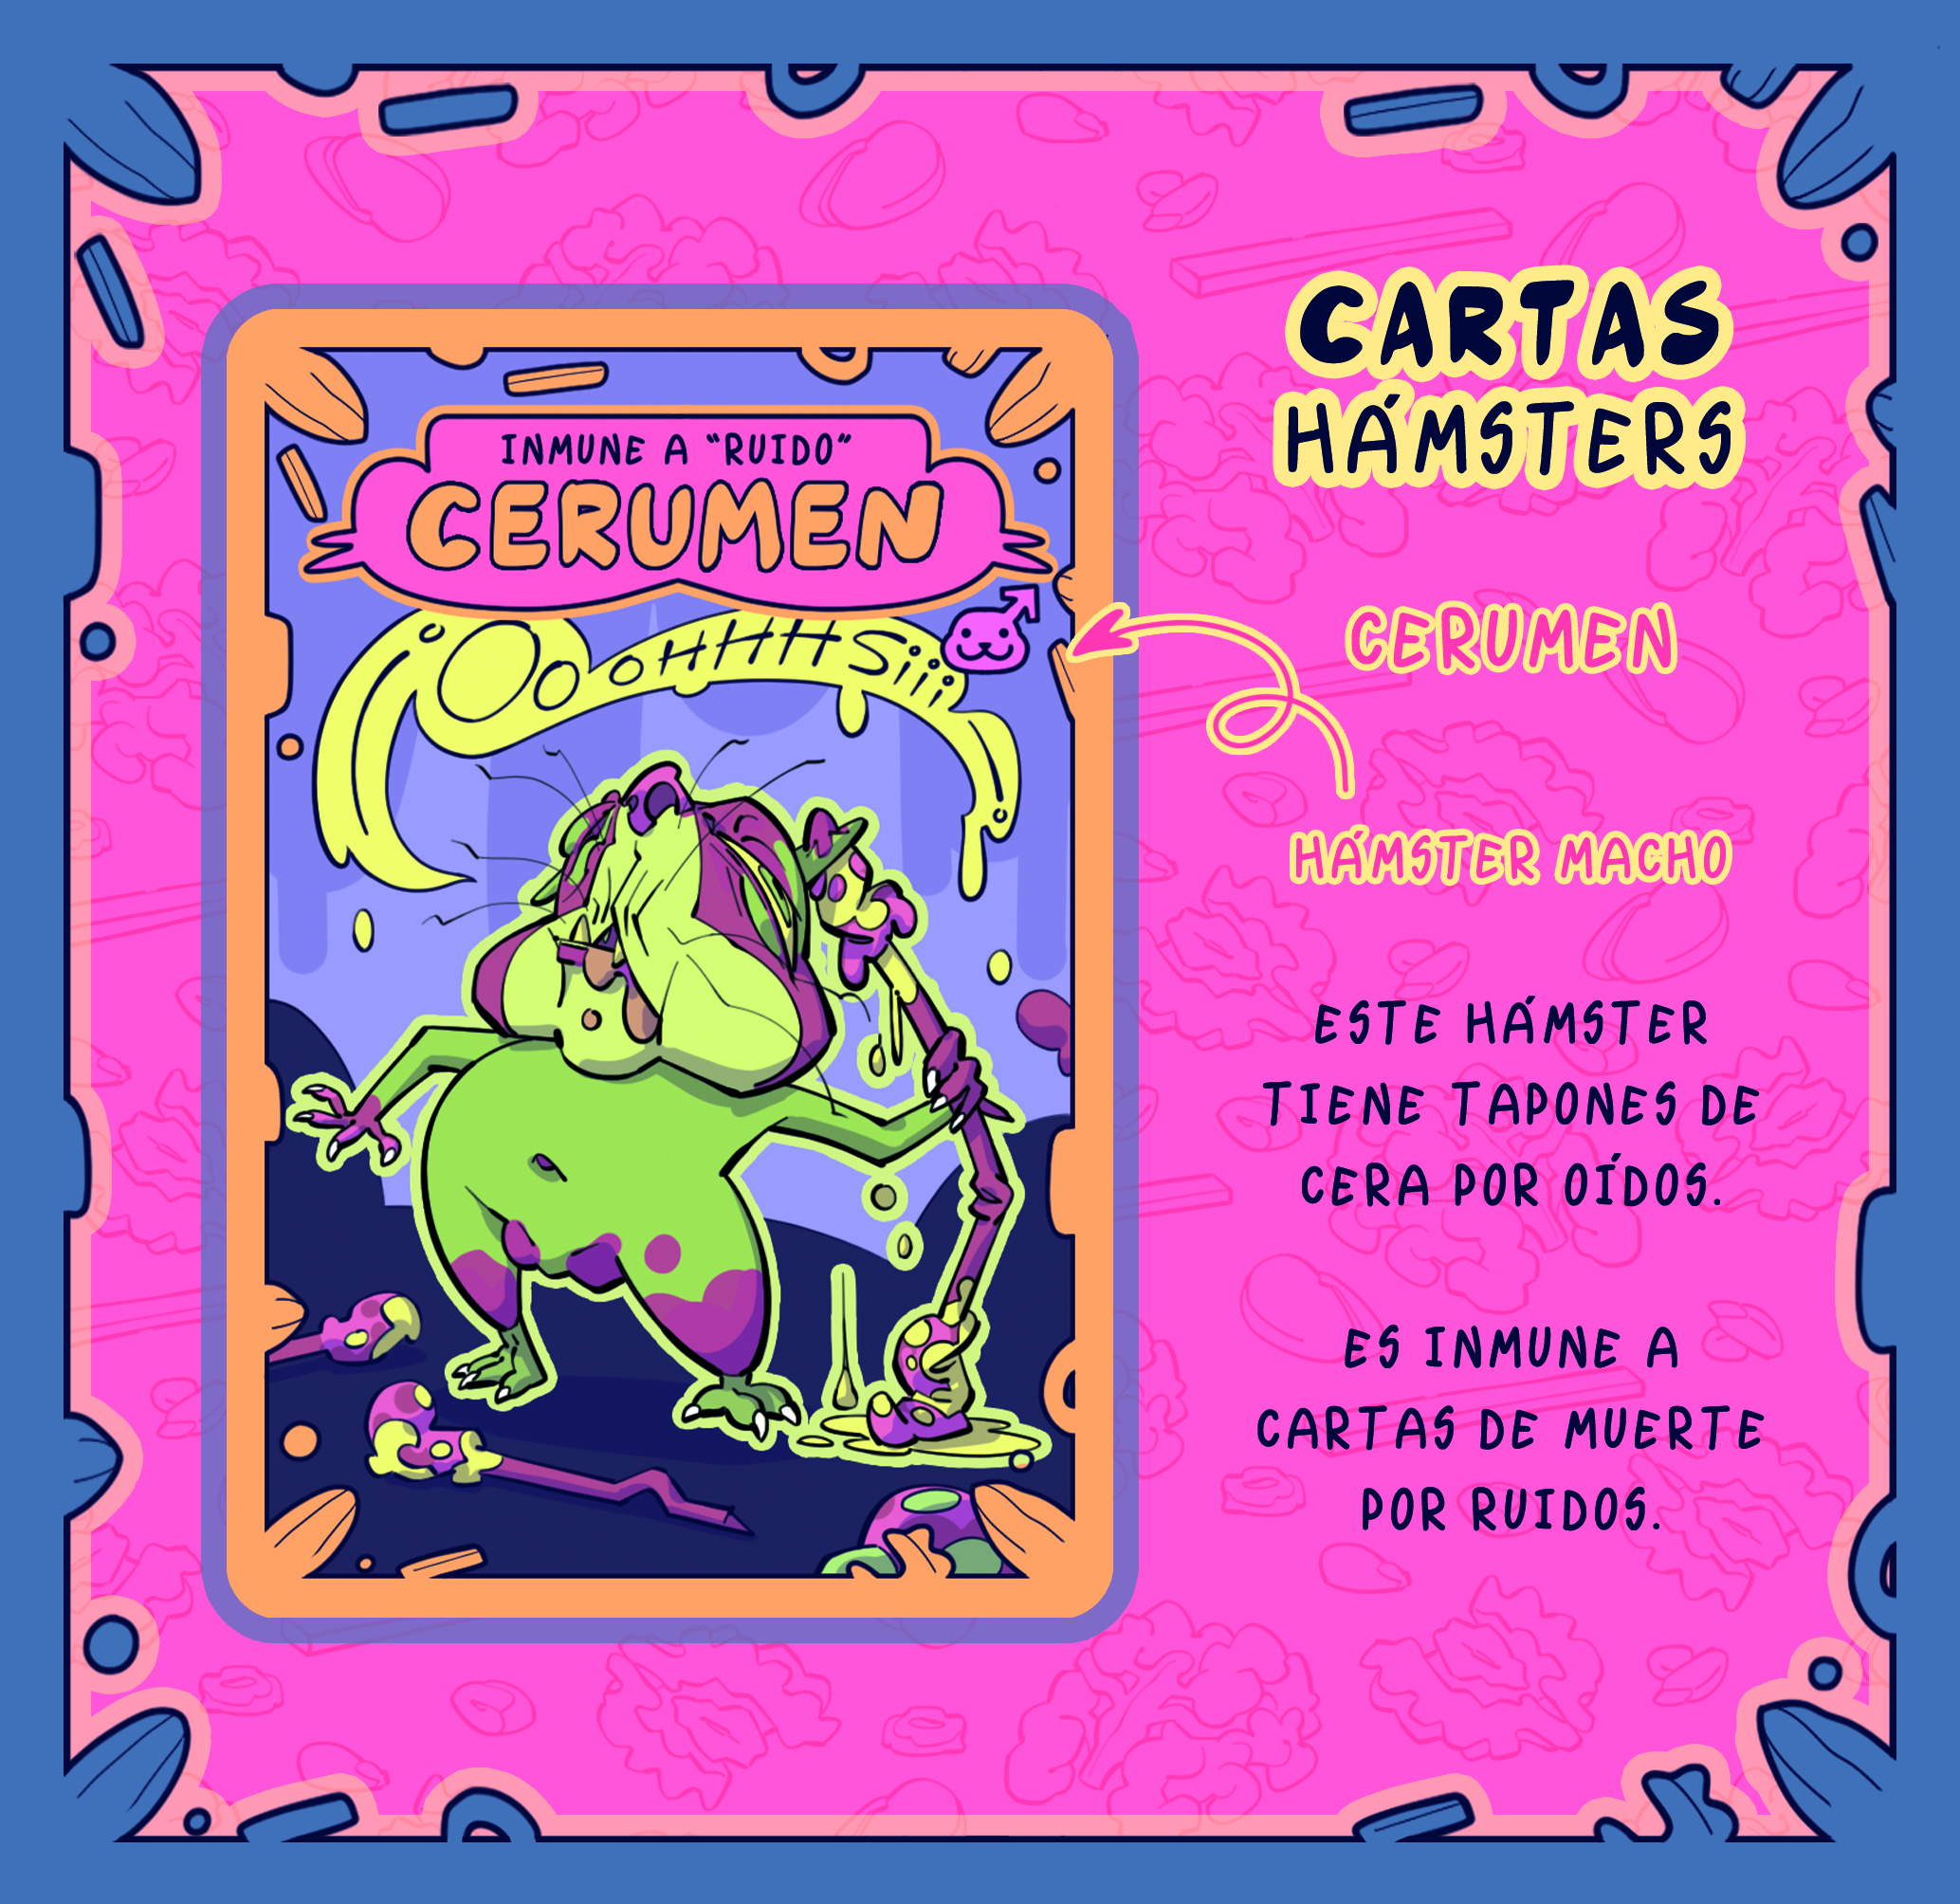 CARTAS
HÁMSTERS
INMUNE A "RUIDO"
CERUMEN
OOOHHHHSiiii
CERUMEN
HÁMSTER MACHO
ESTE HÁMSTER
TIENE TAPONES DE
CERA POR OÍDOS.
ES INMUNE A
CARTAS DE MUERTE
POR RUIDOS.